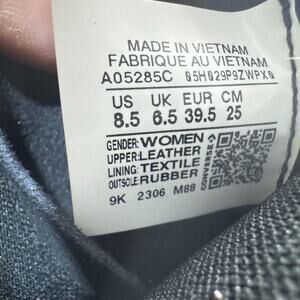 MADE IN VIETNAM
FABRIQUE AU VIETNAM
A05285C 05H029P9ZWPX0
US UK EUR CM
8.5 6.5 39.5 25
GENDER: WOMEN
UPPER: LEATHER
LINING: TEXTILE
OUTSOLE: RUBBER
CONVERSE
9K 2306 M88